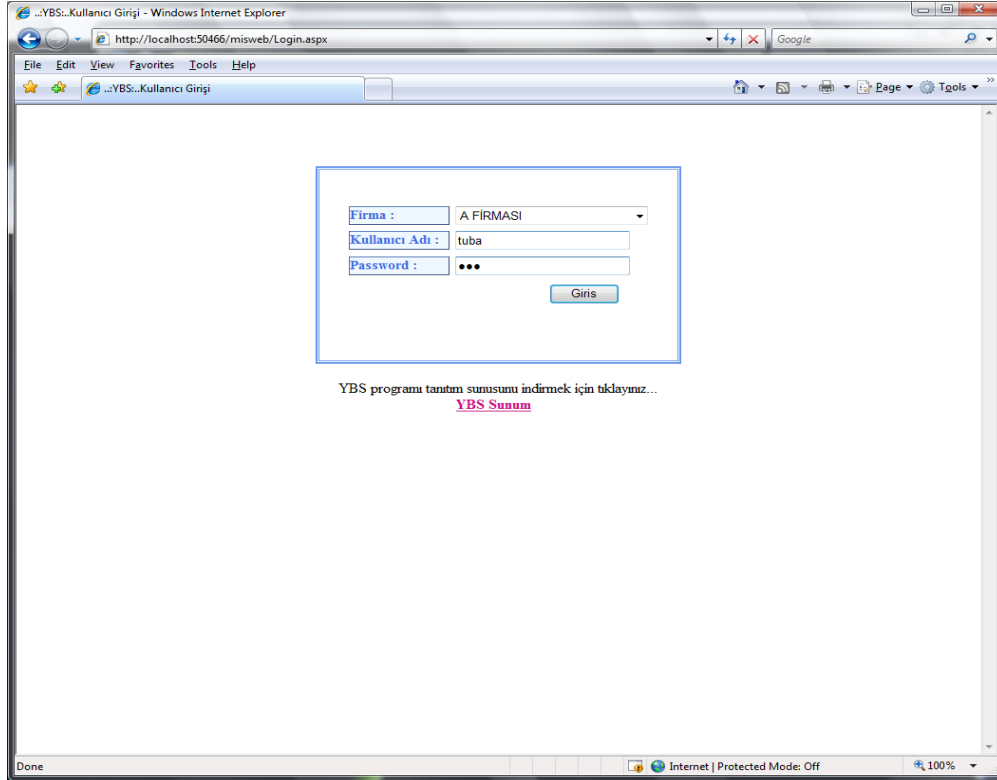 ..:YBS:..Kullanıcı Girişi - Windows Internet Explorer
http://localhost:50466/misweb/Login.aspx
Google
File Edit View Favorites Tools Help
..:YBS:..Kullanıcı Girişi
Page Tools
Firma : A FİRMASI
Kullanıcı Adı : tuba
Password : •••
Giris
YBS programı tanıtım sunusunu indirmek için tıklayınız...
YBS Sunum
Done
Internet | Protected Mode: Off
100%